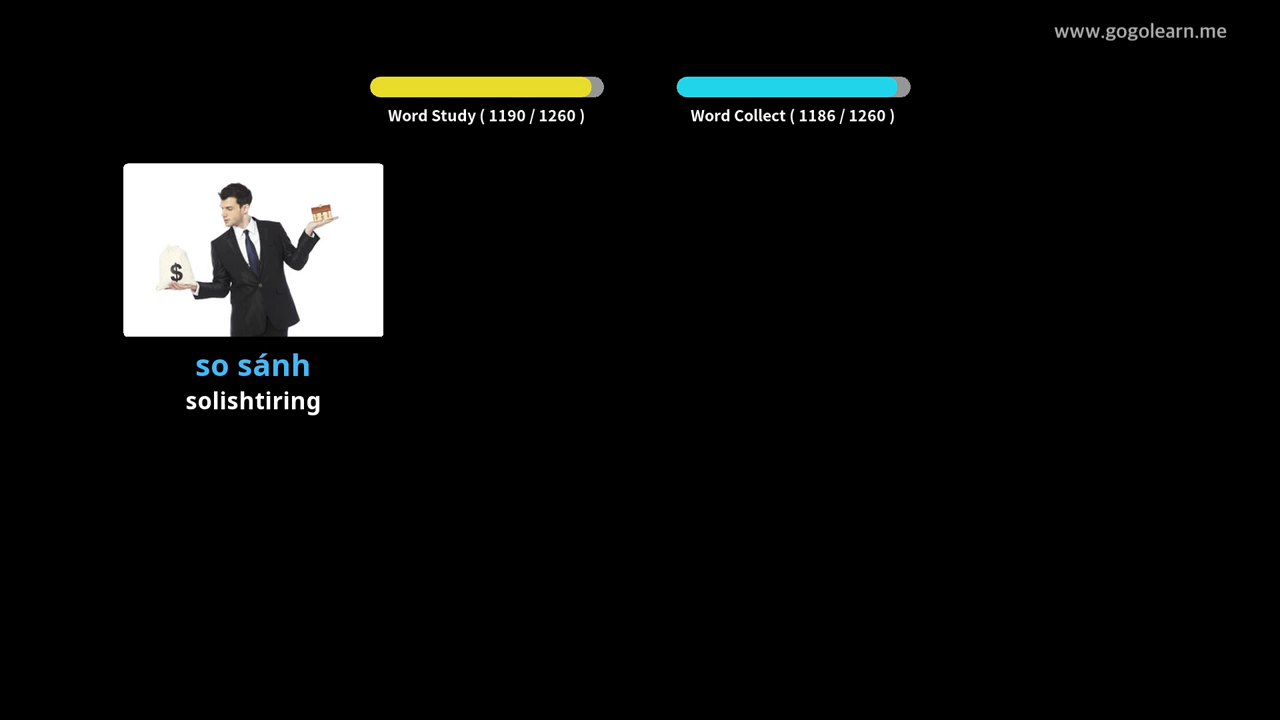 www.gogolearn.me
Word Study ( 1190 / 1260 )
Word Collect ( 1186 / 1260 )
$
so sánh
solishtiring